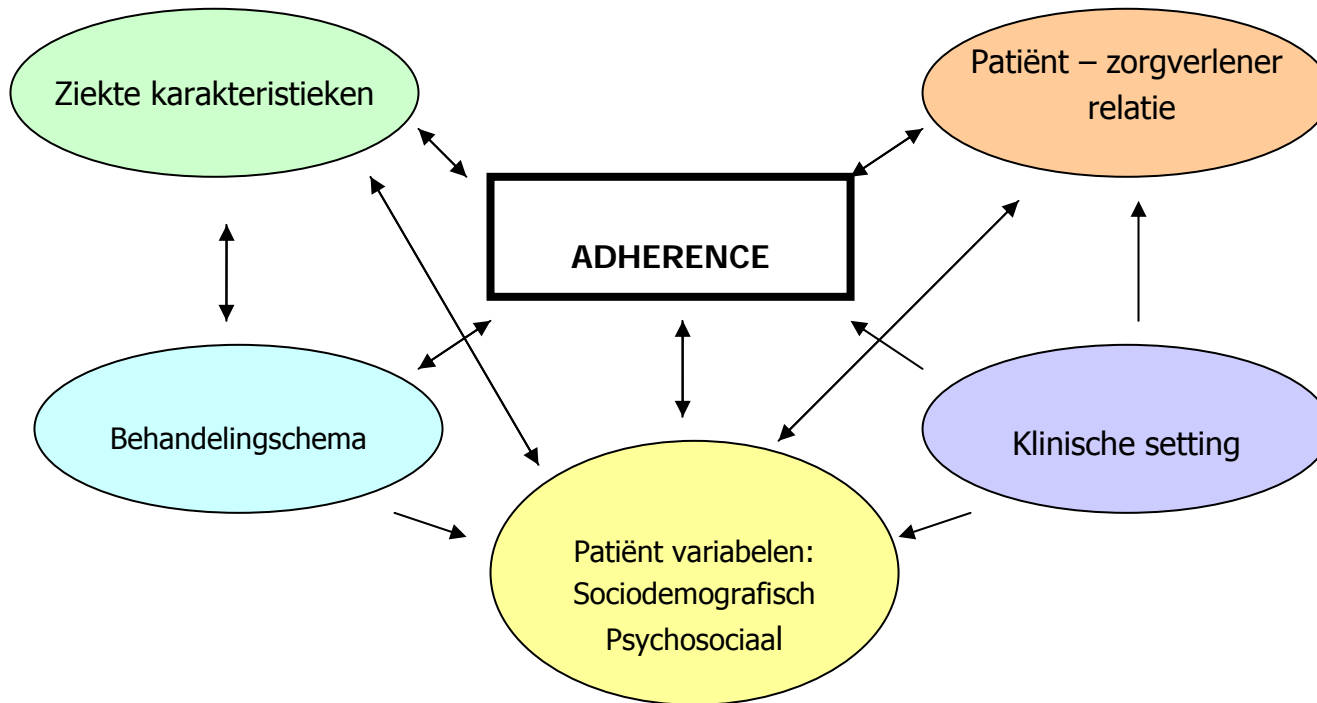 Ziekte karakteristieken
Patiënt – zorgverlener
relatie
ADHERENCE
Behandelingschema
Klinische setting
Patiënt variabelen:
Sociodemografisch
Psychosociaal